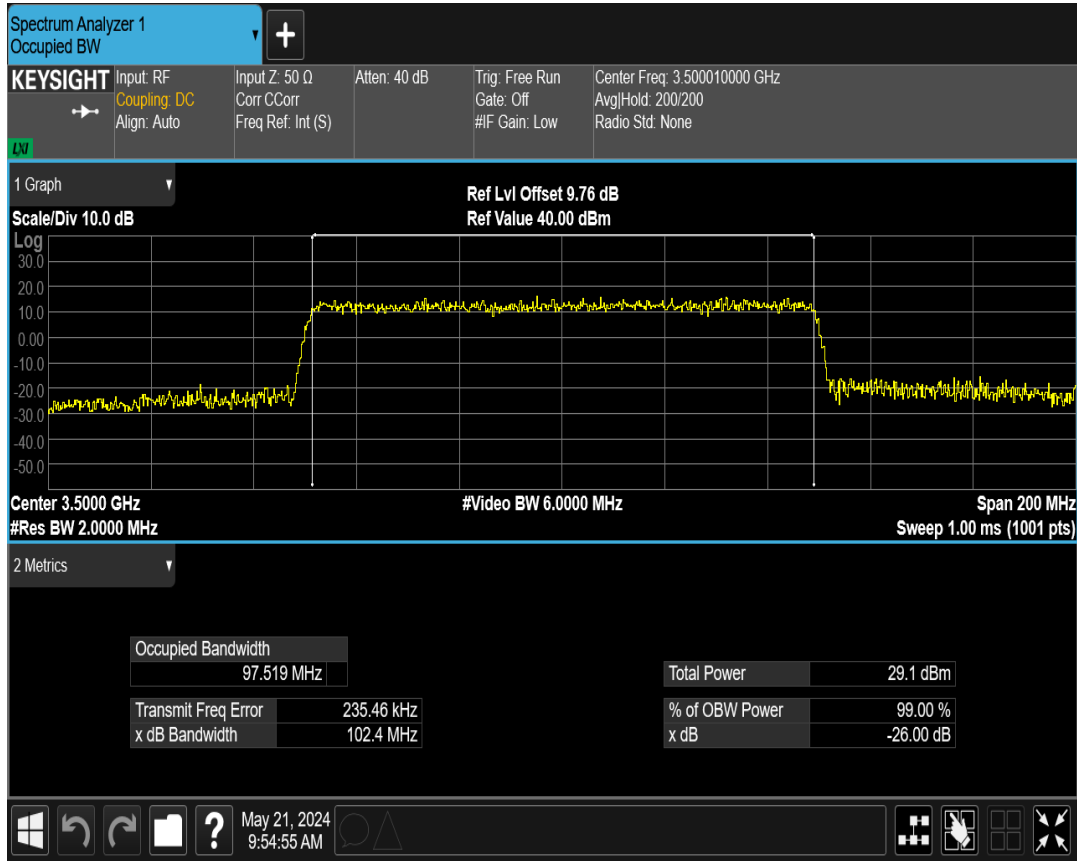 Spectrum Analyzer 1
Occupied BW
+
KEYSIGHT
LXI
Input: RF
Coupling: DC
Align: Auto
Input Z: 50 Ω
Corr CCorr
Freq Ref: Int (S)
Atten: 40 dB
Trig: Free Run
Gate: Off
#IF Gain: Low
Center Freq: 3.500010000 GHz
Avg|Hold: 200/200
Radio Std: None
1 Graph
Scale/Div 10.0 dB
Ref Lvl Offset 9.76 dB
Ref Value 40.00 dBm
Log
30.0
20.0
10.0
0.00
-10.0
-20.0
-30.0
-40.0
-50.0
Center 3.5000 GHz
#Video BW 6.0000 MHz
Span 200 MHz
#Res BW 2.0000 MHz
Sweep 1.00 ms (1001 pts)
2 Metrics
Occupied Bandwidth
97.519 MHz
Total Power 29.1 dBm
Transmit Freq Error 235.46 kHz
% of OBW Power 99.00 %
x dB Bandwidth 102.4 MHz
x dB -26.00 dB
?
May 21, 2024
9:54:55 AM